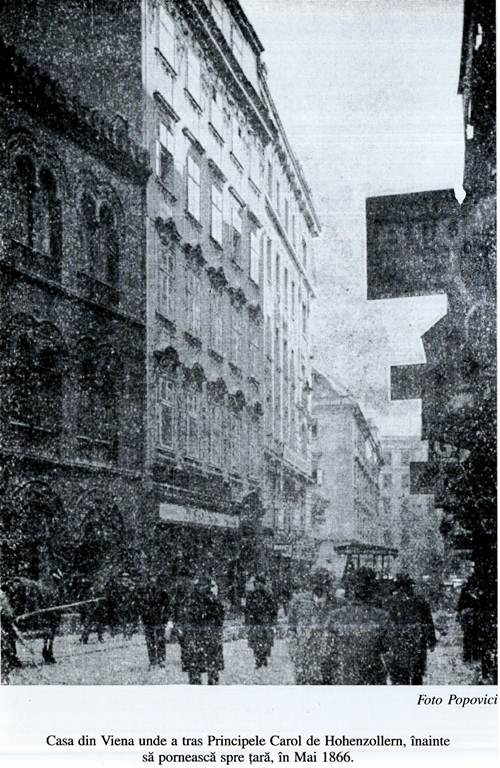 Foto Popovici
Casa din Viena unde a tras Principele Carol de Hohenzollern, înainte
să pornească spre țară, în Mai 1866.